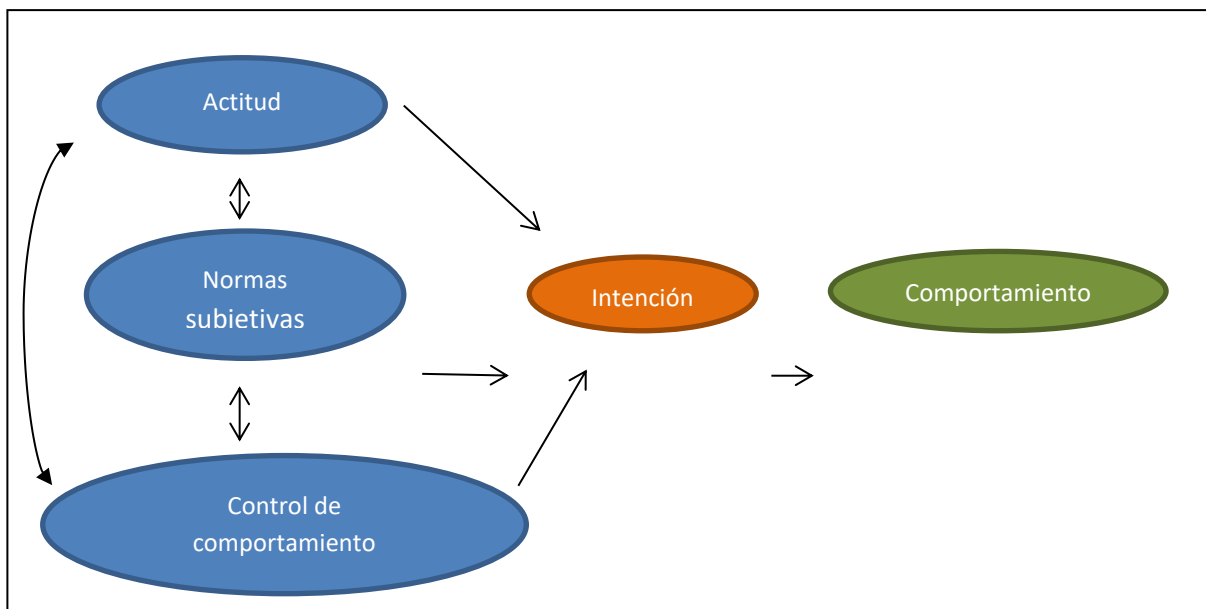 Actitud
Normas
subietivas
Intención
Comportamiento
Control de
comportamiento